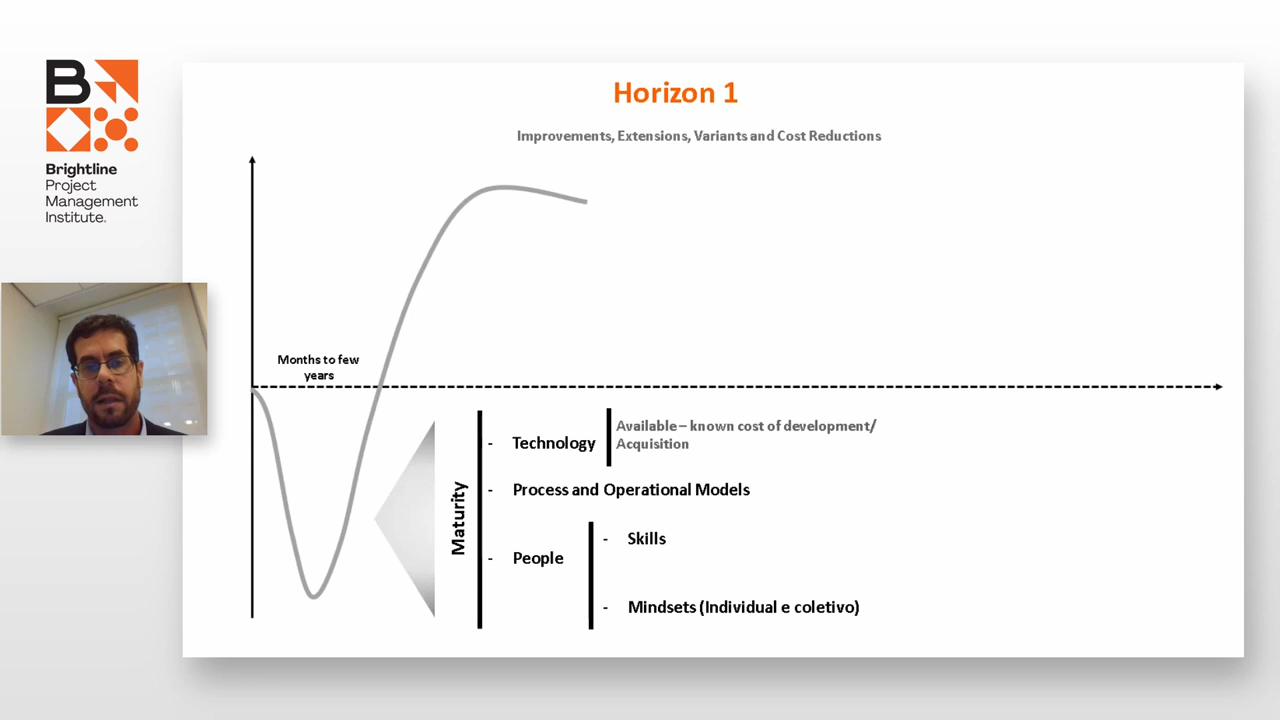 B
Brightline
Project
Management
Institute.
Horizon 1
Improvements, Extensions, Variants and Cost Reductions
Months to few
years
Maturity
- Technology
Available – known cost of development/
Acquisition
- Process and Operational Models
- People
- Skills
- Mindsets (Individual e coletivo)